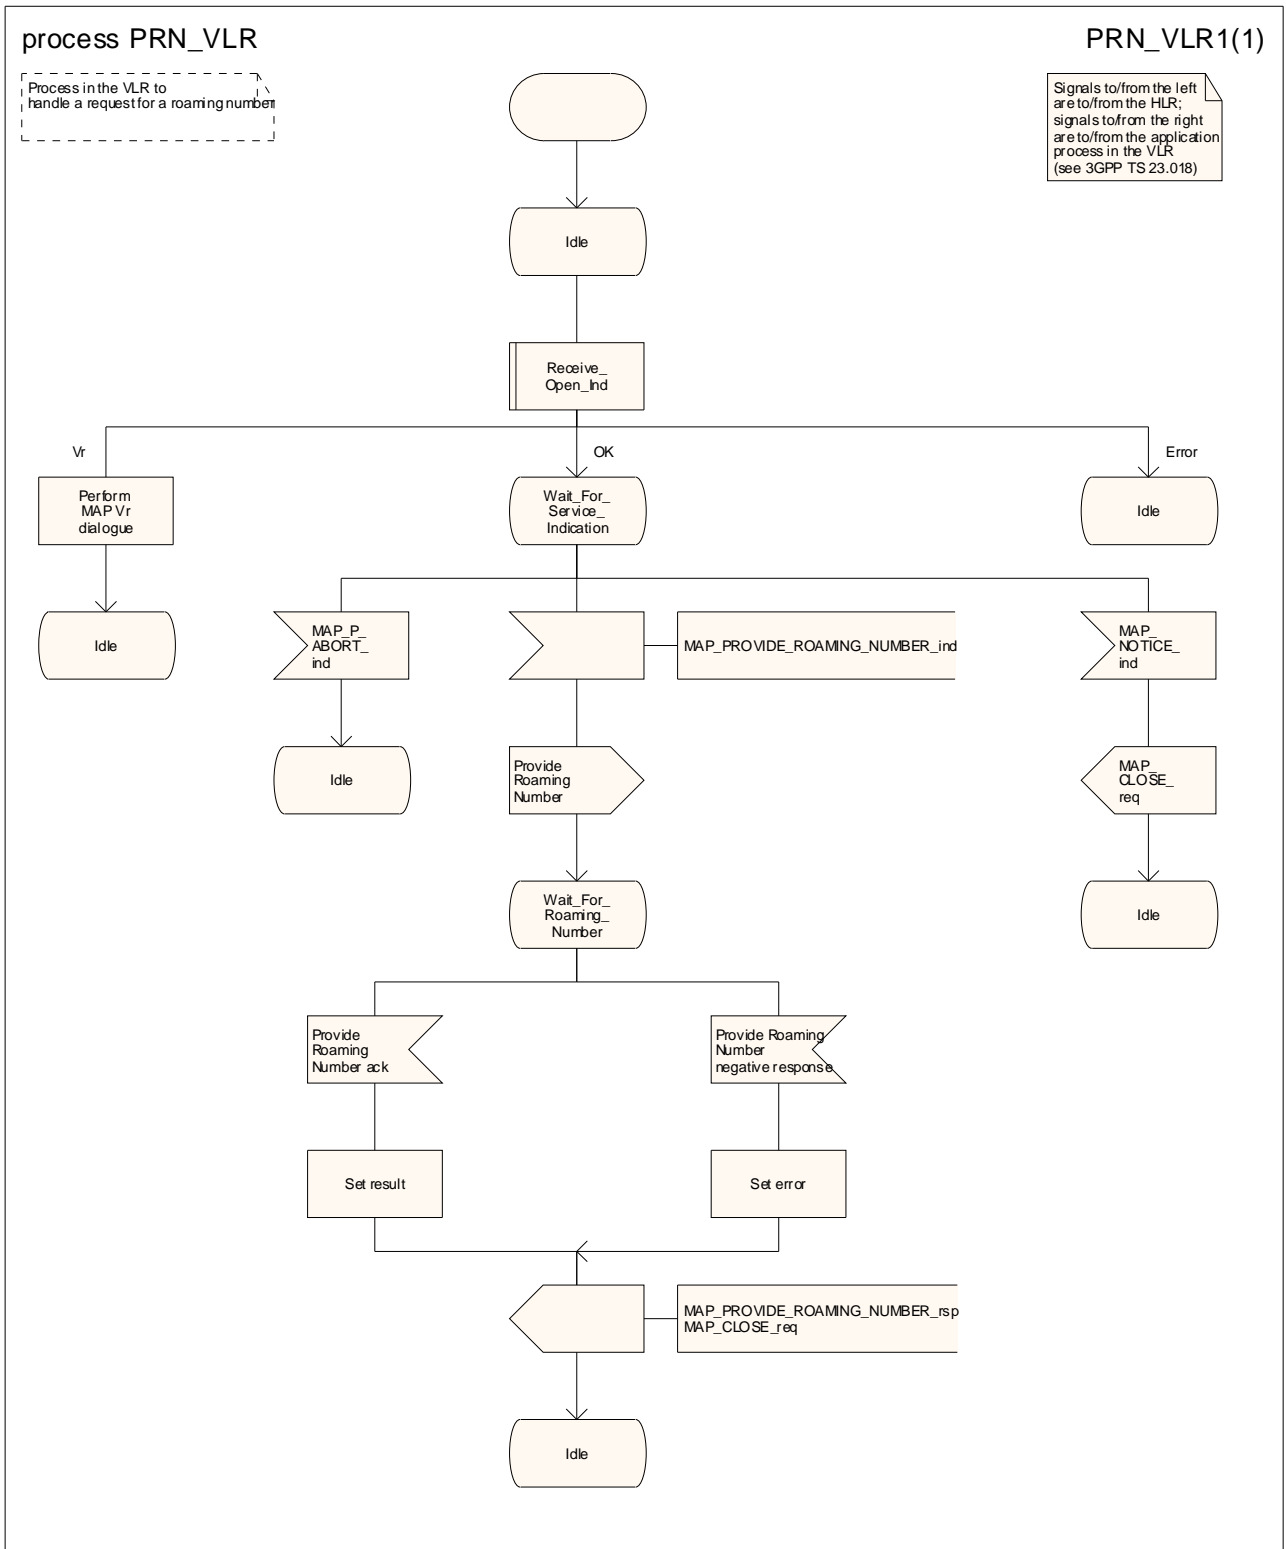 process PRN_VLR
PRN_VLR1(1)
Process in the VLR to
handle a request for a roaming number
Signals to/from the left
are to/from the HLR;
signals to/from the right
are to/from the application
process in the VLR
(see 3GPP TS 23.018)
Idle
Receive_
Open_Ind
Vr
OK
Error
Perform
MAP Vr
dialogue
Wait_For_
Service_
Indication
Idle
Idle
MAP_P_
ABORT_
ind
MAP_PROVIDE_ROAMING_NUMBER_ind
MAP_
NOTICE_
ind
Idle
Provide
Roaming
Number
MAP_
CLOSE_
req
Wait_For_
Roaming_
Number
Idle
Provide
Roaming
Number ack
Provide Roaming
Number
negative response
Set result
Set error
MAP_PROVIDE_ROAMING_NUMBER_rsp
MAP_CLOSE_req
Idle